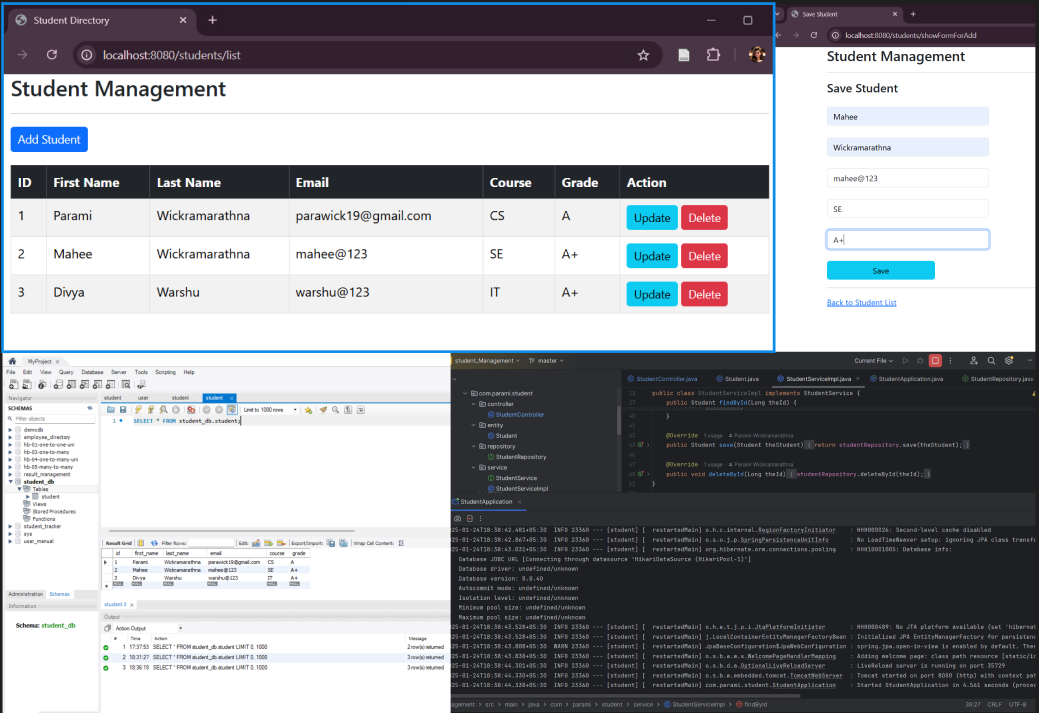 Student Directory
localhost:8080/students/list
Student Management
Add Student
ID First Name Last Name Email Course Grade Action
1 Parami Wickramarathna parawick19@gmail.com CS A Update Delete
2 Mahee Wickramarathna mahee@123 SE A+ Update Delete
3 Divya Warshu warshu@123 IT A+ Update Delete
Save Student
localhost:8080/students/showFormForAdd
Student Management
Save Student
Mahee
Wickramarathna
mahee@123
SE
A+
Save
Back to Student List
MyProject
File Edit View Query Database Server Tools Scripting Help
Navigator
SCHEMAS
Filter objects
demodb
employee_directory
hb-01-one-to-one-uni
hb-03-one-to-many
hb-04-one-to-many-uni
hb-05-many-to-many
result_management
student_db
Tables
student
Views
Stored Procedures
Functions
student_tracker
sys
user_manual
Administration Schemas
Information
Schema: student_db
student user student student
Limit to 1000 rows
1 SELECT * FROM student_db.student;
Result Grid Filter Rows: Edit: Export/Import: Wrap Cell Content:
id first_name last_name email course grade
1 Parami Wickramarathna parawick19@gmail.com CS A
2 Mahee Wickramarathna mahee@123 SE A+
3 Divya Warshu warshu@123 IT A+
NULL NULL NULL NULL NULL NULL
student 3
Output
Action Output
# Time Action Message
1 17:37:53 SELECT * FROM student_db.student LIMIT 0, 1000 2 row(s) returned
2 18:31:27 SELECT * FROM student_db.student LIMIT 0, 1000 2 row(s) returned
3 18:36:19 SELECT * FROM student_db.student LIMIT 0, 1000 3 row(s) returned
student_Management master Current File
StudentController.java Student.java StudentServiceImpl.java StudentApplication.java StudentRepository.java
com.parami.student
controller
StudentController
entity
Student
repository
StudentRepository
service
StudentService
StudentServiceImpl
public class StudentServiceImpl implements StudentService {
public Student findById(Long theId) {
}
@Override 1 usage Parami Wickramarathna
public Student save(Student theStudent) { return studentRepository.save(theStudent); }
@Override 1 usage Parami Wickramarathna
public void deleteById(Long theId) { studentRepository.deleteById(theId); }
}
StudentApplication
025-01-24T18:38:42.481+05:30 INFO 23360 --- [student] [ restartedMain] o.h.c.internal.RegionFactoryInitiator : HHH000026: Second-level cache disabled
025-01-24T18:38:42.867+05:30 INFO 23360 --- [student] [ restartedMain] o.s.o.j.p.SpringPersistenceUnitInfo : No LoadTimeWeaver setup: ignoring JPA class transfo
025-01-24T18:38:43.031+05:30 INFO 23360 --- [student] [ restartedMain] org.hibernate.orm.connections.pooling : HHH10001005: Database info:
Database JDBC URL [Connecting through datasource 'HikariDataSource (HikariPool-1)']
Database driver: undefined/unknown
Database version: 8.0.40
Autocommit mode: undefined/unknown
Isolation level: undefined/unknown
Minimum pool size: undefined/unknown
Maximum pool size: undefined/unknown
025-01-24T18:38:43.528+05:30 INFO 23360 --- [student] [ restartedMain] o.h.e.t.j.p.i.JtaPlatformInitiator : HHH000489: No JTA platform available (set 'hibernat
025-01-24T18:38:43.528+05:30 INFO 23360 --- [student] [ restartedMain] j.LocalContainerEntityManagerFactoryBean : Initialized JPA EntityManagerFactory for persistenc
025-01-24T18:38:43.808+05:30 WARN 23360 --- [student] [ restartedMain] JpaBaseConfiguration$JpaWebConfiguration : spring.jpa.open-in-view is enabled by default. There
025-01-24T18:38:44.083+05:30 INFO 23360 --- [student] [ restartedMain] o.s.b.a.w.s.WelcomePageHandlerMapping : Adding welcome page: class path resource [static/in
025-01-24T18:38:44.301+05:30 INFO 23360 --- [student] [ restartedMain] o.s.b.d.a.OptionalLiveReloadServer : LiveReload server is running on port 35729
025-01-24T18:38:44.330+05:30 INFO 23360 --- [student] [ restartedMain] o.s.b.w.embedded.tomcat.TomcatWebServer : Tomcat started on port 8080 (http) with context pat
025-01-24T18:38:44.338+05:30 INFO 23360 --- [student] [ restartedMain] com.parami.student.StudentApplication : Started StudentApplication in 4.561 seconds (proces
management > src > main > java > com > parami > student > service > StudentServiceImpl > findById 39:27 CRLF UTF-8